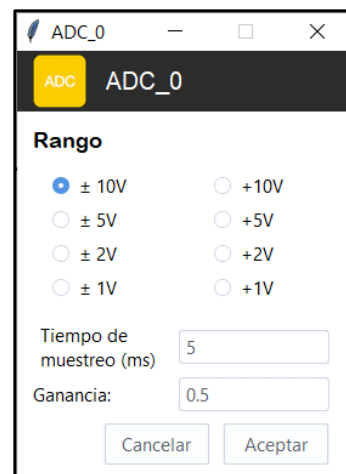 ADC_0
ADC ADC_0
Rango
± 10V +10V
± 5V +5V
± 2V +2V
± 1V +1V
Tiempo de
muestreo (ms) 5
Ganancia: 0.5
Cancelar Aceptar